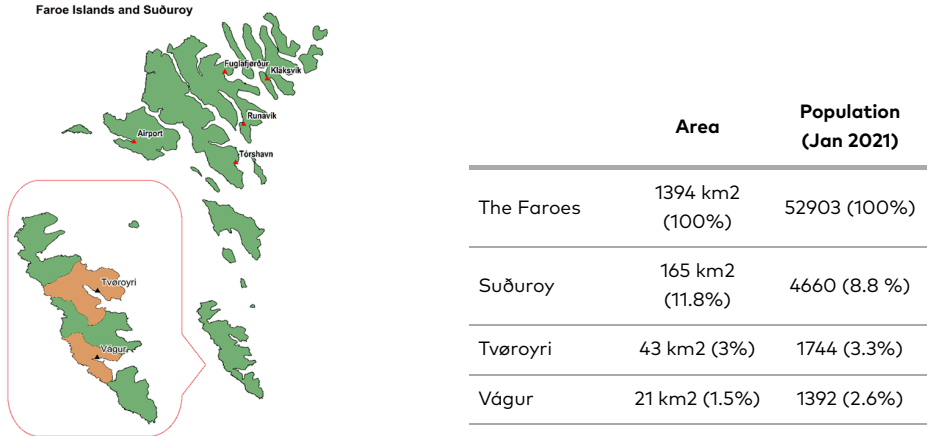 Faroe Islands and Suðuroy
Fuglafjørður
Klaksvík
Runavík
Airport
Tórshavn
Tvøroyri
Vágur
Area
Population
(Jan 2021)
The Faroes
1394 km2
(100%)
52903 (100%)
Suðuroy
165 km2
(11.8%)
4660 (8.8 %)
Tvøroyri
43 km2 (3%)
1744 (3.3%)
Vágur
21 km2 (1.5%)
1392 (2.6%)